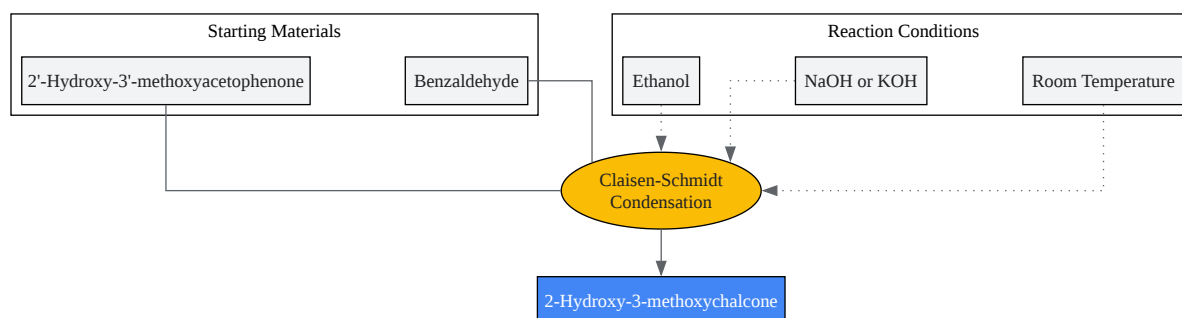 Starting Materials
Reaction Conditions
2'-Hydroxy-3'-methoxyacetophenone
Benzaldehyde
Ethanol
NaOH or KOH
Room Temperature
Claisen-Schmidt
Condensation
2-Hydroxy-3-methoxychalcone